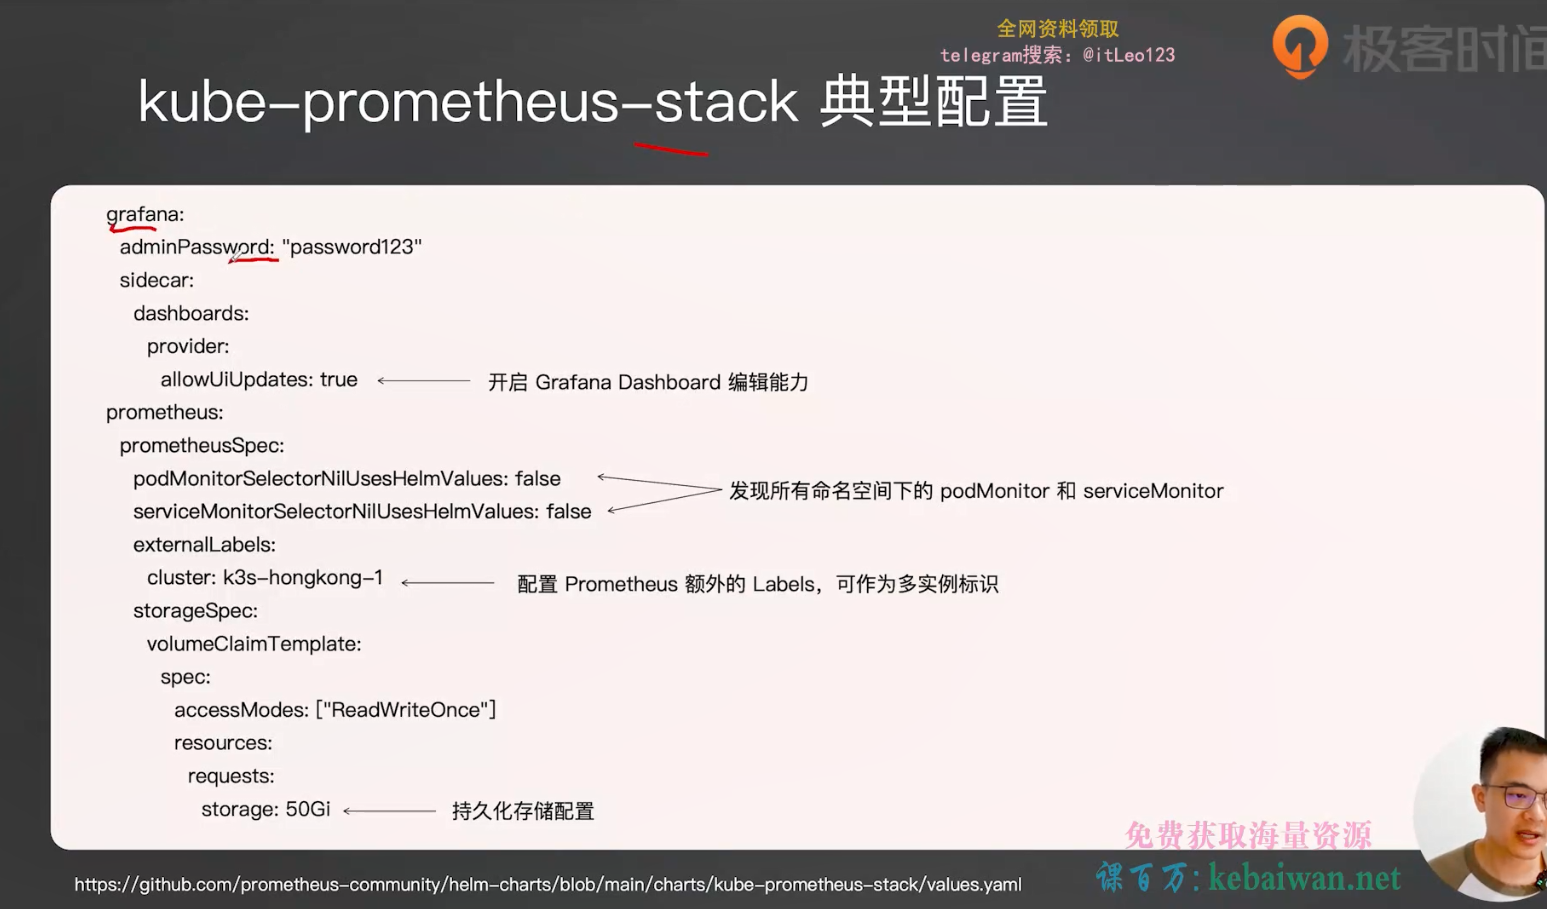 全网资料领取
telegram搜索：@itLeo123
极客时间
kube-prometheus-stack 典型配置
grafana:
adminPassword: "password123"
sidecar:
dashboards:
provider:
allowUiUpdates: true
开启 Grafana Dashboard 编辑能力
prometheus:
prometheusSpec:
podMonitorSelectorNilUsesHelmValues: false
发现所有命名空间下的 podMonitor 和 serviceMonitor
serviceMonitorSelectorNilUsesHelmValues: false
externalLabels:
cluster: k3s-hongkong-1
配置 Prometheus 额外的 Labels，可作为多实例标识
storageSpec:
volumeClaimTemplate:
spec:
accessModes: ["ReadWriteOnce"]
resources:
requests:
storage: 50Gi
持久化存储配置
免费获取海量资源
课百万:kebaiwan.net
https://github.com/prometheus-community/helm-charts/blob/main/charts/kube-prometheus-stack/values.yaml